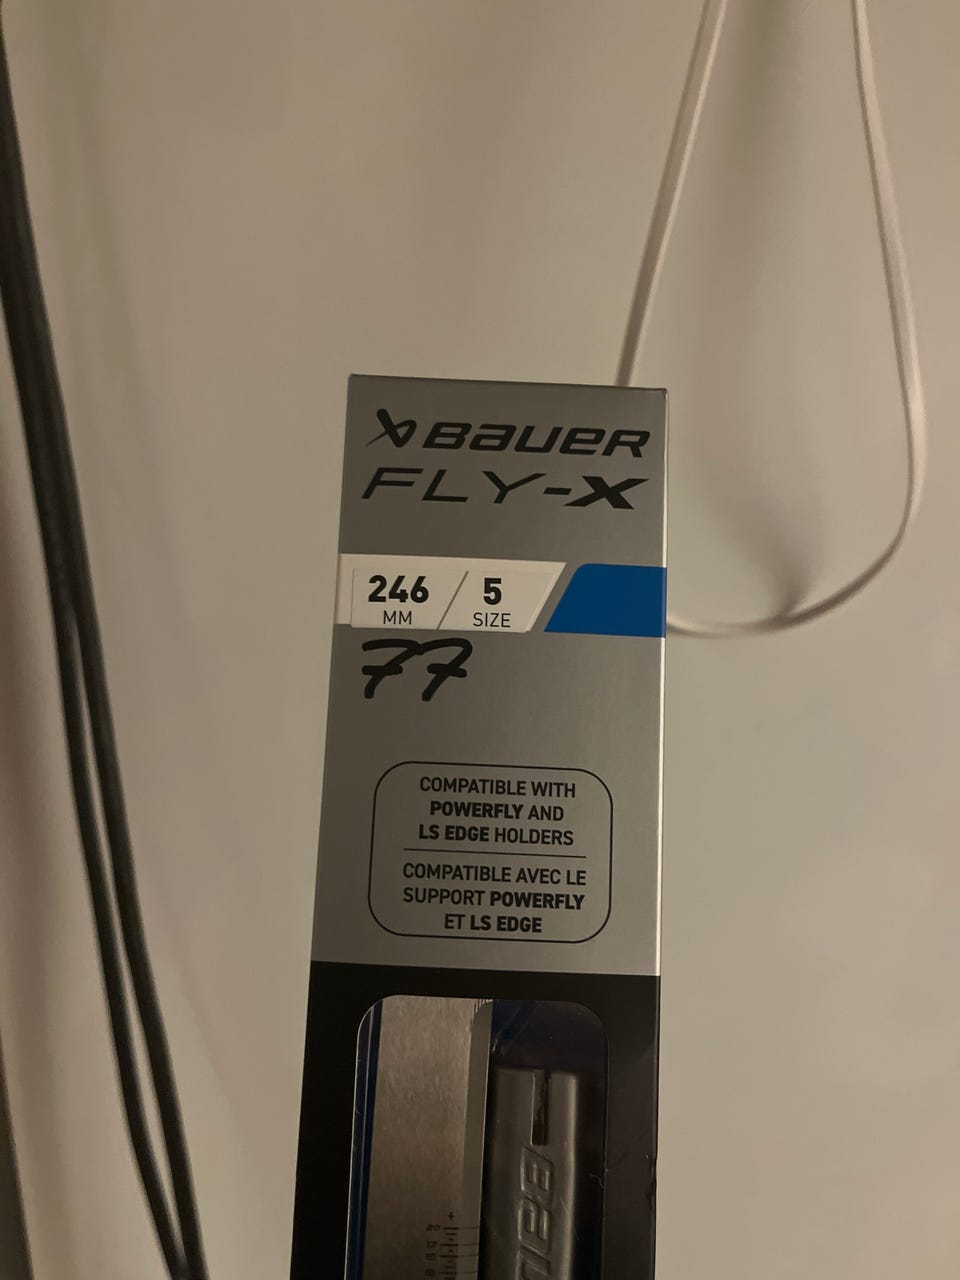 BAUER
FLY-X
246 5
MM SIZE
77
COMPATIBLE WITH
POWERFLY AND
LS EDGE HOLDERS
COMPATIBLE AVEC LE
SUPPORT POWERFLY
ET LS EDGE
+
20